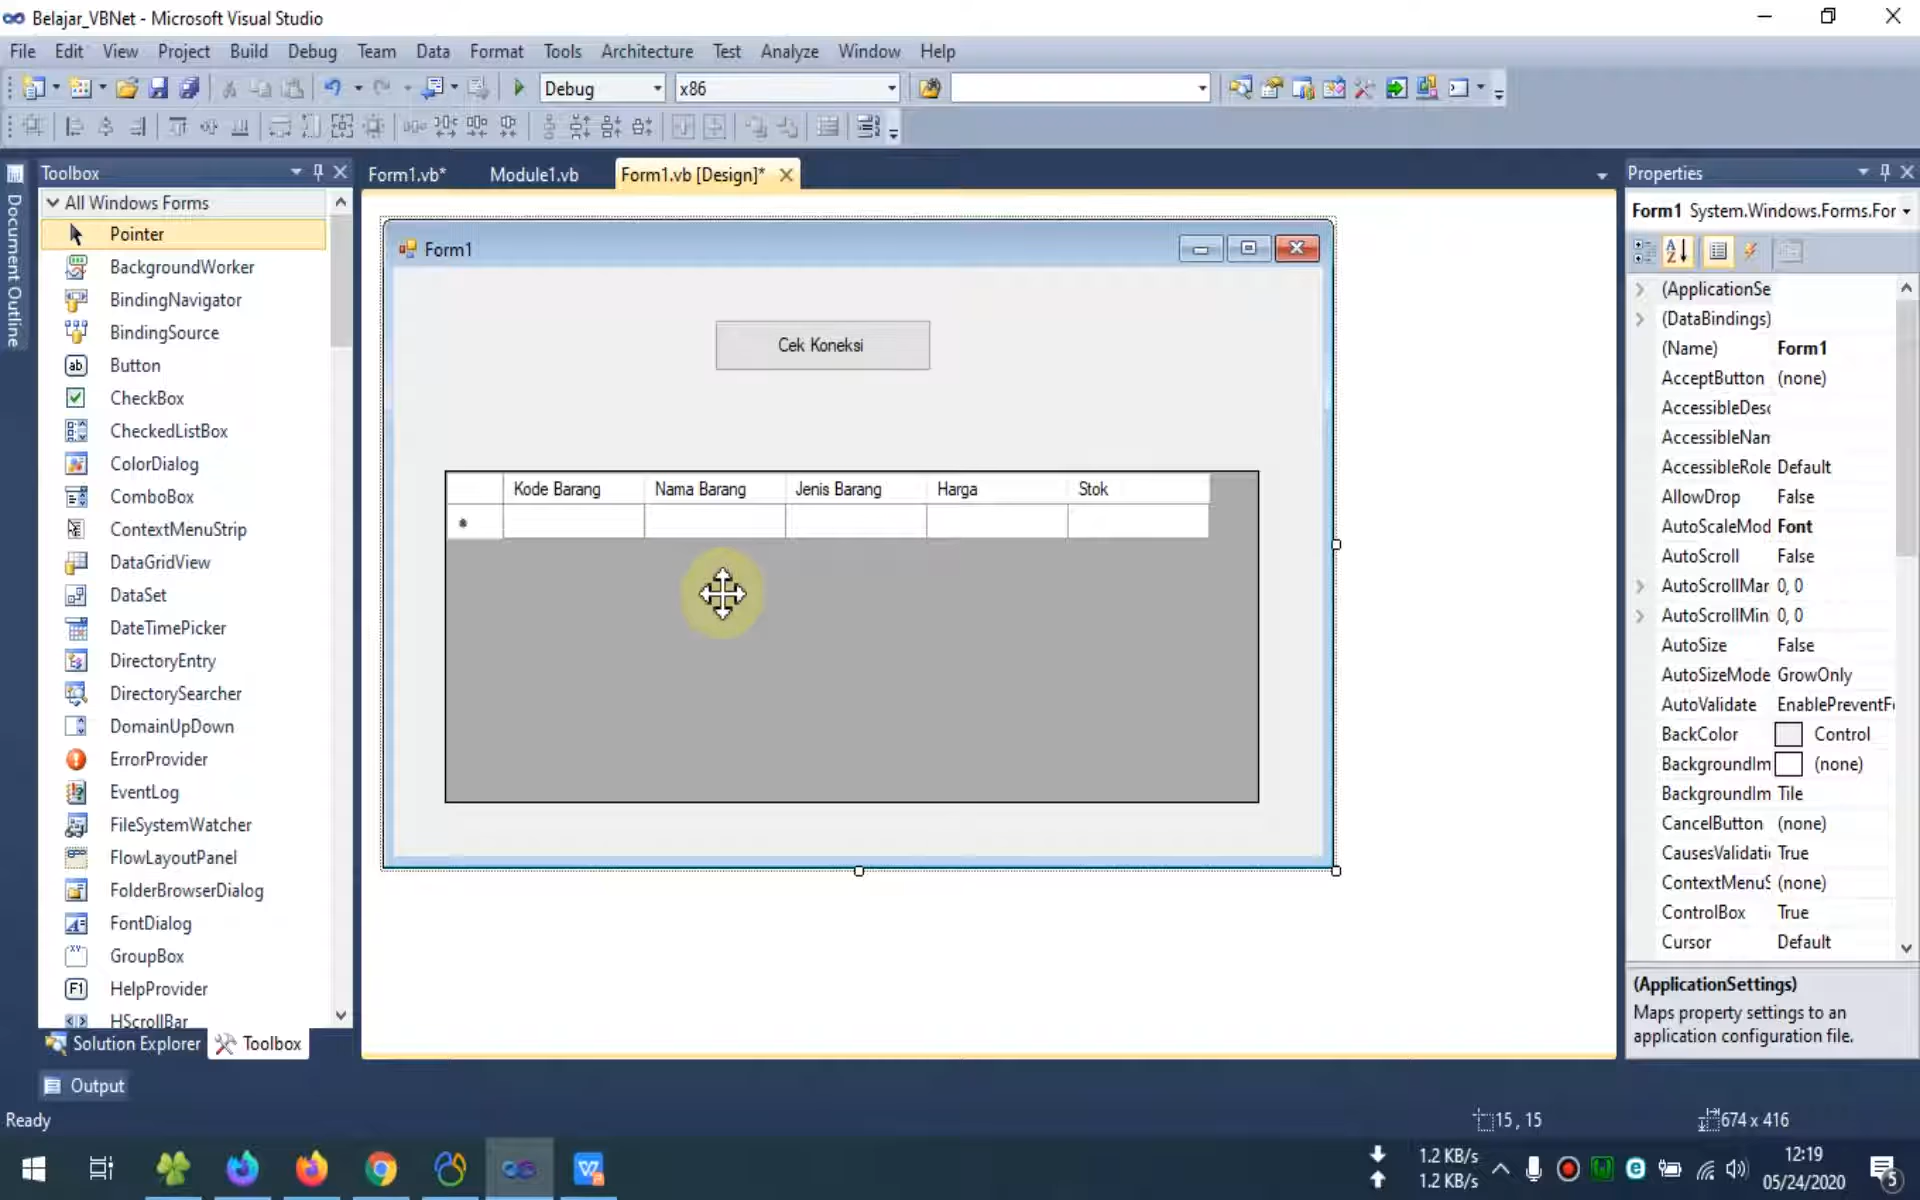 Belajar_VBNet - Microsoft Visual Studio
File Edit View Project Build Debug Team Data Format Tools Architecture Test Analyze Window Help
Debug x86
Document Outline
Toolbox
All Windows Forms
Pointer
BackgroundWorker
BindingNavigator
BindingSource
Button
CheckBox
CheckedListBox
ColorDialog
ComboBox
ContextMenuStrip
DataGridView
DataSet
DateTimePicker
DirectoryEntry
DirectorySearcher
DomainUpDown
ErrorProvider
EventLog
FileSystemWatcher
FlowLayoutPanel
FolderBrowserDialog
FontDialog
GroupBox
HelpProvider
HScrollBar
Solution Explorer Toolbox
Form1.vb* Module1.vb Form1.vb [Design]*
Form1
Cek Koneksi
Kode Barang Nama Barang Jenis Barang Harga Stok
Properties
Form1 System.Windows.Forms.For
(ApplicationSe
(DataBindings)
(Name) Form1
AcceptButton (none)
AccessibleDesc
AccessibleNan
AccessibleRole Default
AllowDrop False
AutoScaleMod Font
AutoScroll False
AutoScrollMar 0, 0
AutoScrollMin 0, 0
AutoSize False
AutoSizeMode GrowOnly
AutoValidate EnablePreventFo
BackColor Control
BackgroundIm (none)
BackgroundIm Tile
CancelButton (none)
CausesValidati True
ContextMenuS (none)
ControlBox True
Cursor Default
(ApplicationSettings)
Maps property settings to an
application configuration file.
Output
Ready 15 , 15 674 x 416
1.2 KB/s
1.2 KB/s
12:19
05/24/2020
5